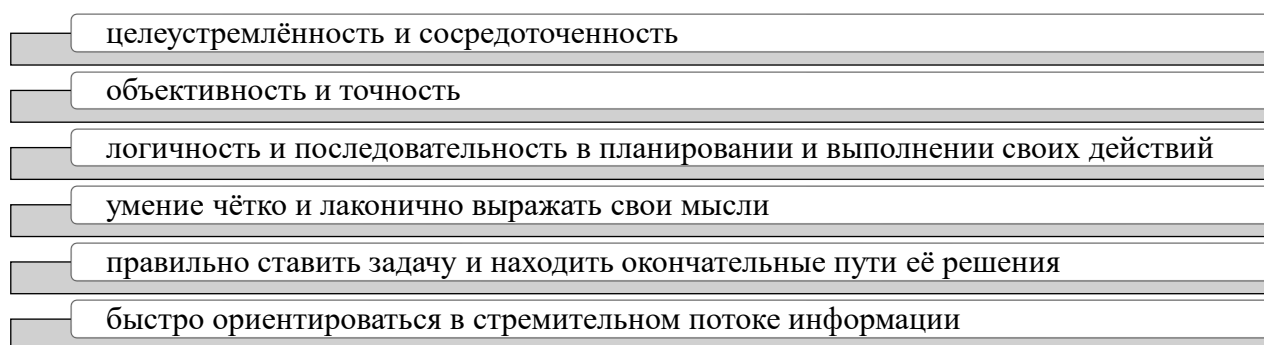 целеустремлённость и сосредоточенность
объективность и точность
логичность и последовательность в планировании и выполнении своих действий
умение чётко и лаконично выражать свои мысли
правильно ставить задачу и находить окончательные пути её решения
быстро ориентироваться в стремительном потоке информации